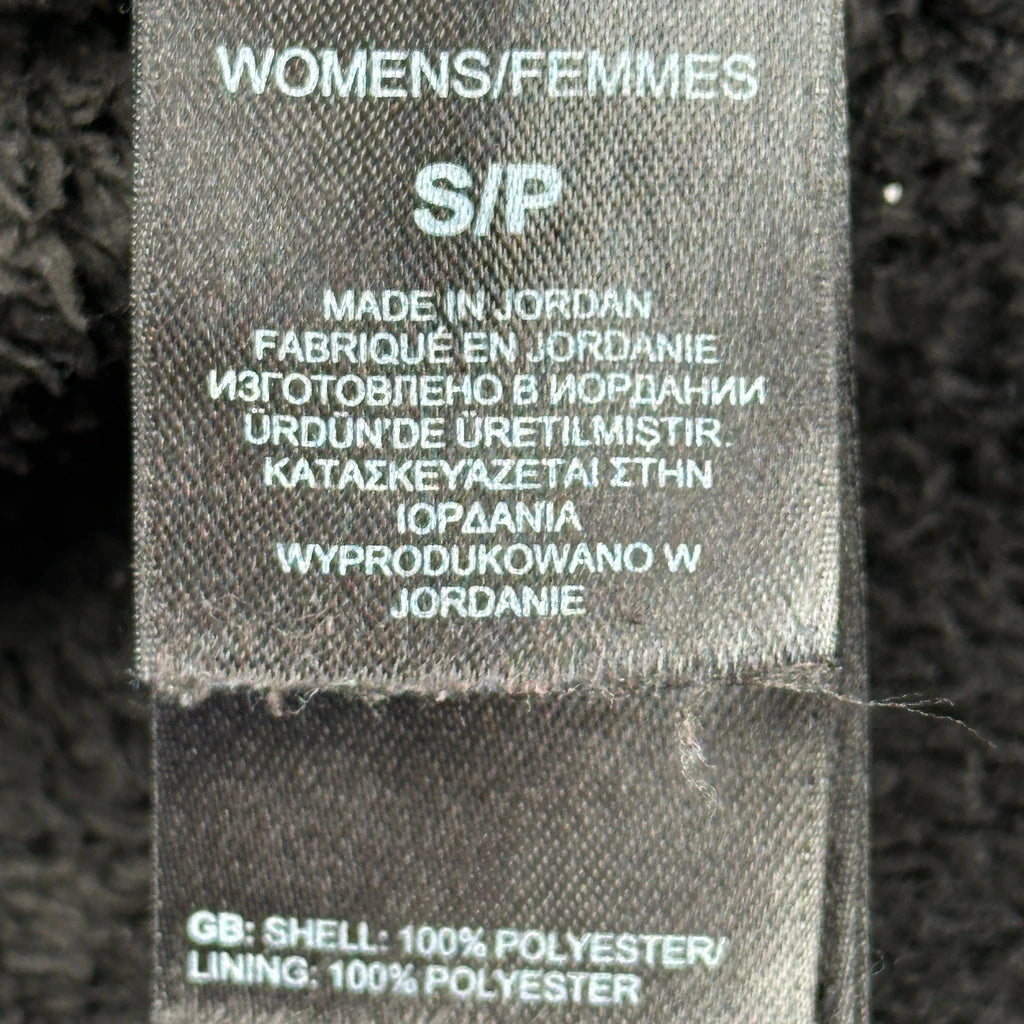 WOMENS/FEMMES
S/P
MADE IN JORDAN
FABRIQUÉ EN JORDANIE
ИЗГОТОВЛЕНО В ИОРДАНИИ
ÜRDÜN'DE ÜRETILMIŞTIR.
ΚΑΤΑΣΚΕΥΆΖΕΤΑΙ ΣΤΗΝ
ΙΟΡΔΑΝΙΑ
WYPRODUKOWANO W
JORDANIE
GB: SHELL: 100% POLYESTER/
LINING: 100% POLYESTER